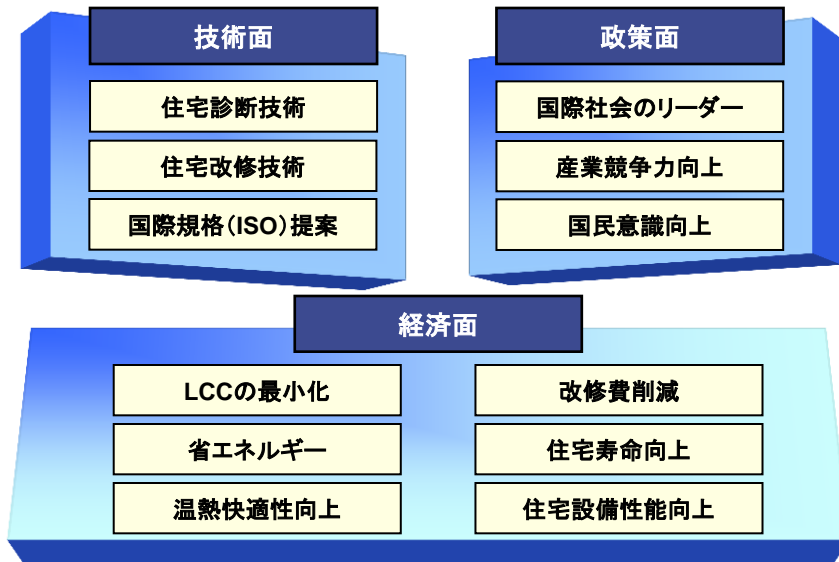 技術面
住宅診断技術
住宅改修技術
国際規格（ISO）提案
政策面
国際社会のリーダー
産業競争力向上
国民意識向上
経済面
LCCの最小化
改修費削減
省エネルギー
住宅寿命向上
温熱快適性向上
住宅設備性能向上